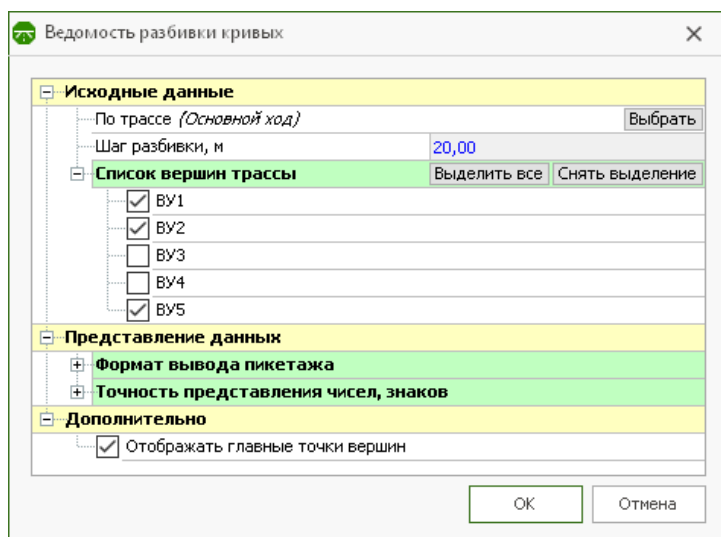 Ведомость разбивки кривых
Исходные данные
По трассе (Основной ход) Выбрать
Шаг разбивки, м 20,00
Список вершин трассы Выделить все Снять выделение
ВУ1
ВУ2
ВУ3
ВУ4
ВУ5
Представление данных
Формат вывода пикетажа
Точность представления чисел, знаков
Дополнительно
Отображать главные точки вершин
ОК Отмена